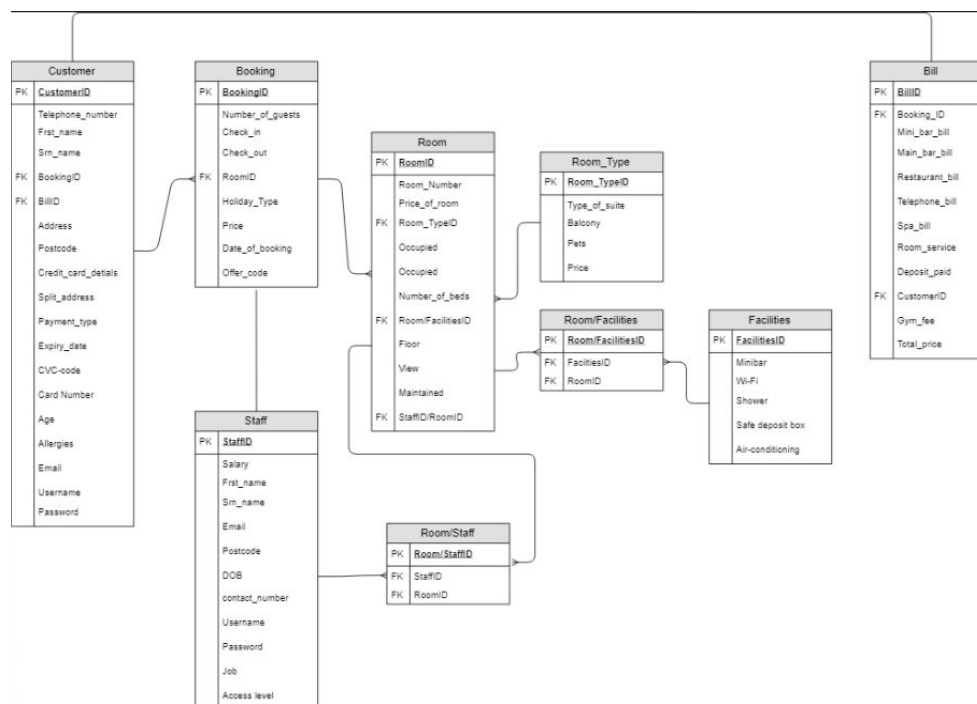 Customer
PK CustomerID
Telephone_number
Frst_name
Srn_name
FK BookingID
FK BillID
Address
Postcode
Credit_card_detials
Split_address
Payment_type
Expiry_date
CVC-code
Card Number
Age
Allergies
Email
Username
Password
Booking
PK BookingID
Number_of_guests
Check_in
Check_out
FK RoomID
Holiday_Type
Price
Date_of_booking
Offer_code
Room
PK RoomID
Room_Number
Price_of_room
FK Room_TypeID
Occupied
Occupied
Number_of_beds
FK Room/FacilitiesID
Floor
View
Maintained
FK StaffID/RoomID
Room_Type
PK Room_TypeID
Type_of_suite
Balcony
Pets
Price
Room/Facilities
PK Room/FacilitiesID
FK FaciltiesID
FK RoomID
Facilities
PK FacilitiesID
Minibar
Wi-Fi
Shower
Safe deposit box
Air-conditioning
Bill
PK BillID
FK Booking_ID
Mini_bar_bill
Main_bar_bill
Restaurant_bill
Telephone_bill
Spa_bill
Room_service
Deposit_paid
FK CustomerID
Gym_fee
Total_price
Staff
PK StaffID
Salary
Frst_name
Srn_name
Email
Postcode
DOB
contact_number
Username
Password
Job
Access level
Room/Staff
PK Room/StaffID
FK StaffID
FK RoomID